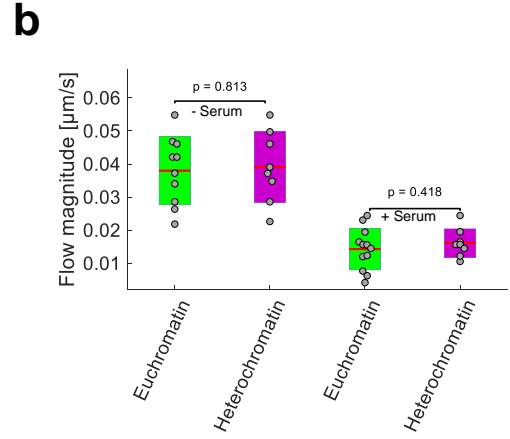 b
Flow magnitude [µm/s]
0.06
0.05
0.04
0.03
0.02
0.01
p = 0.813
- Serum
p = 0.418
+ Serum
Euchromatin
Heterochromatin
Euchromatin
Heterochromatin